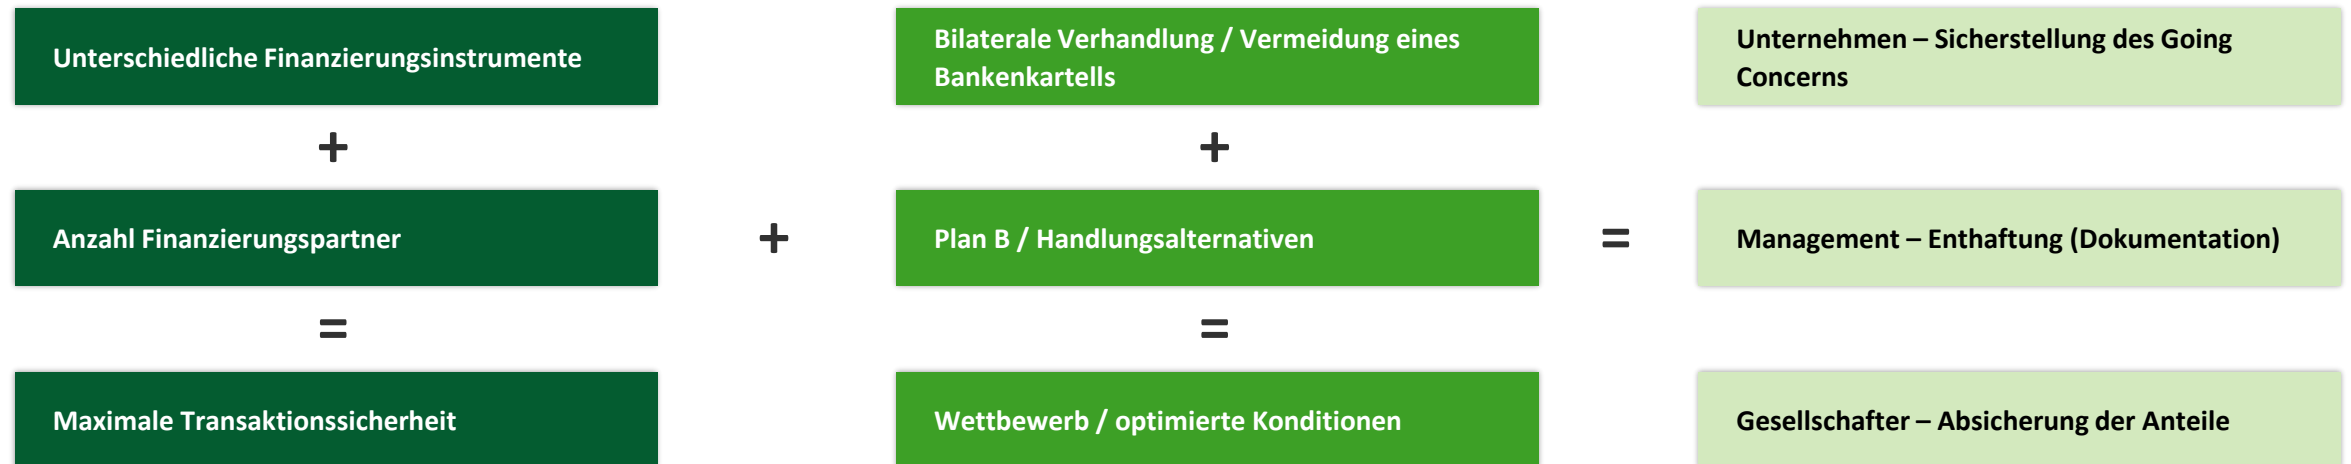 Unterschiedliche Finanzierungsinstrumente
+
Anzahl Finanzierungspartner
=
Maximale Transaktionssicherheit
+
Bilaterale Verhandlung / Vermeidung eines
Bankenkartells
+
Plan B / Handlungsalternativen
=
Wettbewerb / optimierte Konditionen
=
Unternehmen – Sicherstellung des Going
Concerns
Management – Enthaftung (Dokumentation)
Gesellschafter – Absicherung der Anteile